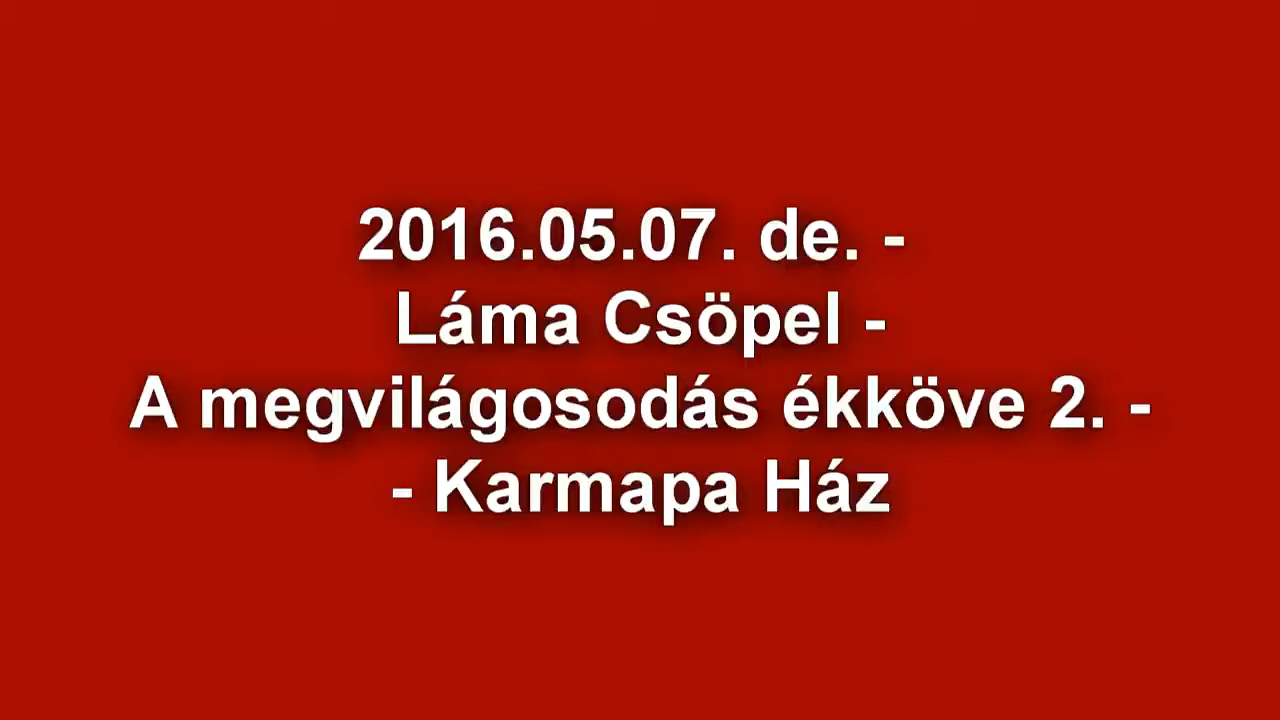 2016.05.07. de. -
Láma Csöpel -
A megvilágosodás ékköve 2. -
- Karmapa Ház